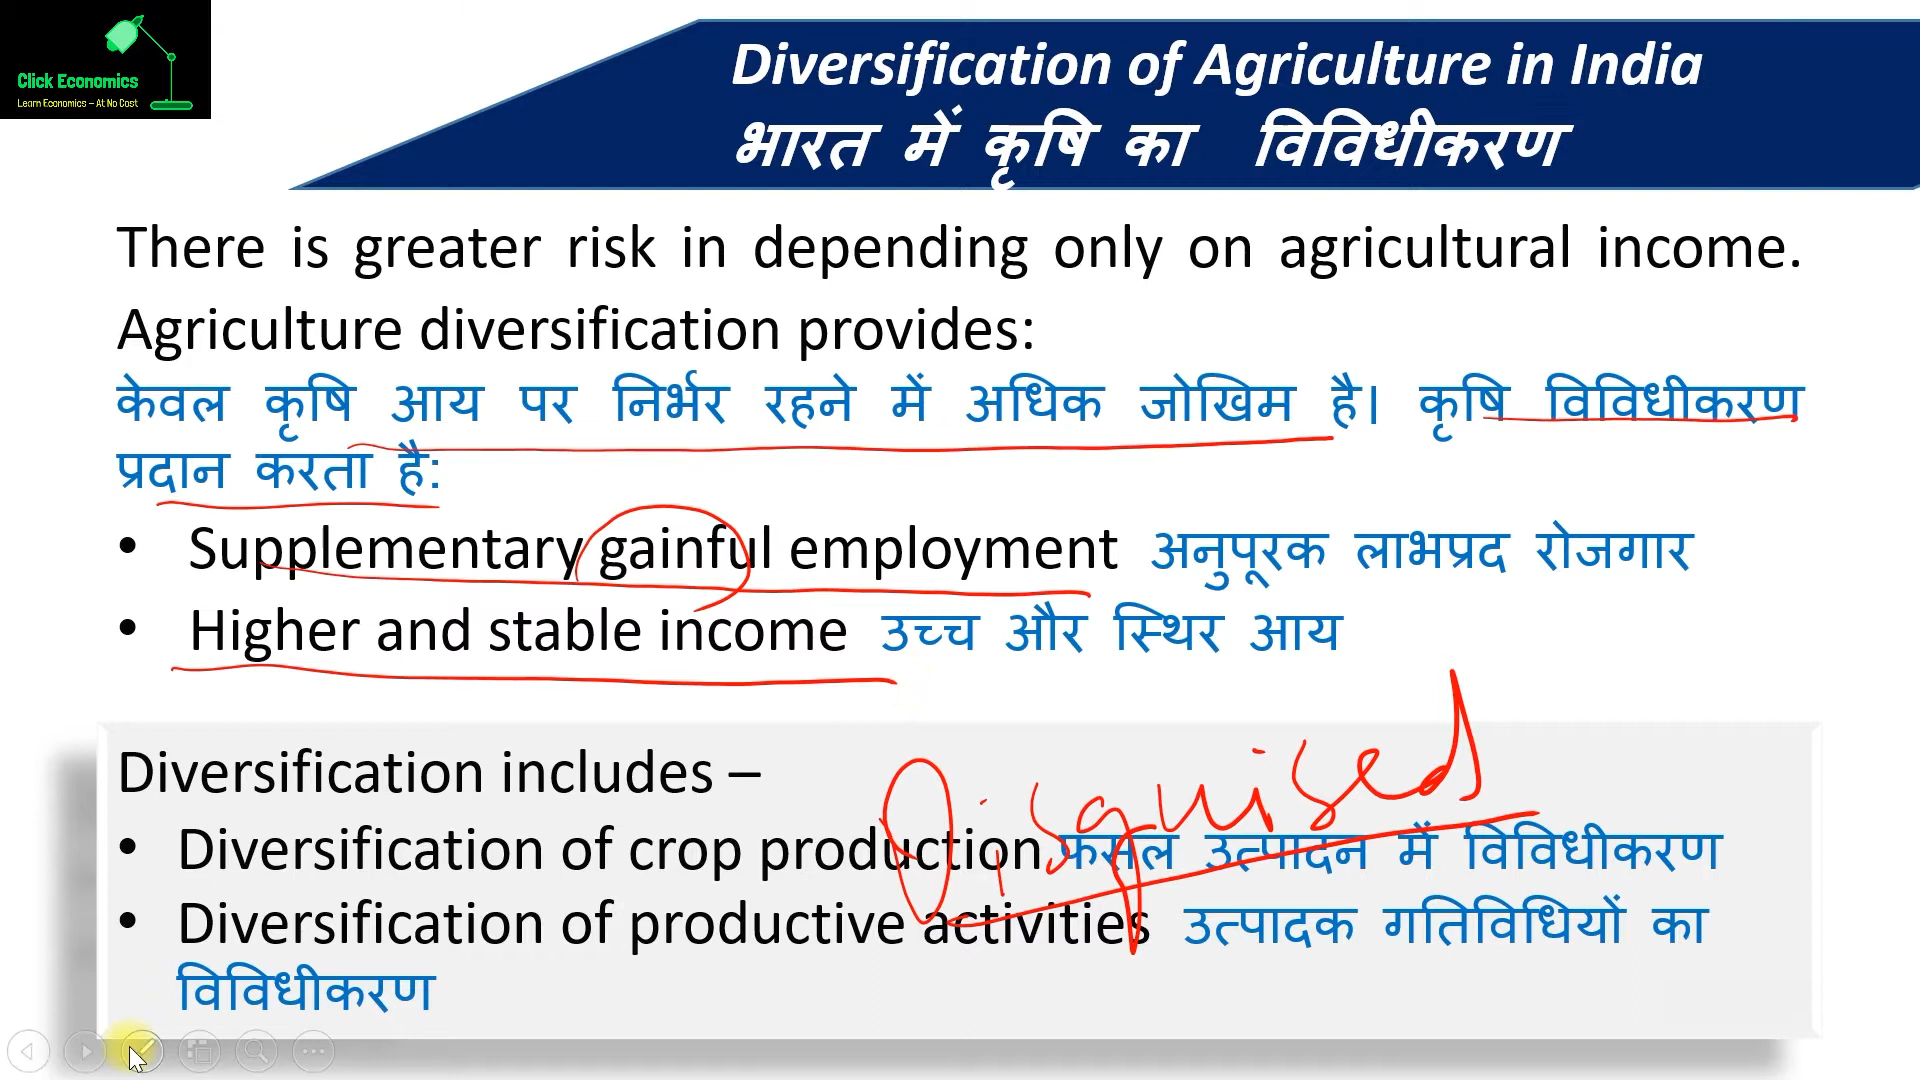 Click Economics
Learn Economics – At No Cost
Diversification of Agriculture in India
भारत में कृषि का विविधीकरण
There is greater risk in depending only on agricultural income.
Agriculture diversification provides:
केवल कृषि आय पर निर्भर रहने में अधिक जोखिम है। कृषि विविधीकरण
प्रदान करता है:
• Supplementary gainful employment अनुपूरक लाभप्रद रोजगार
• Higher and stable income उच्च और स्थिर आय
Disguised
Diversification includes –
• Diversification of crop production फसल उत्पादन में विविधीकरण
• Diversification of productive activities उत्पादक गतिविधियों का
विविधीकरण